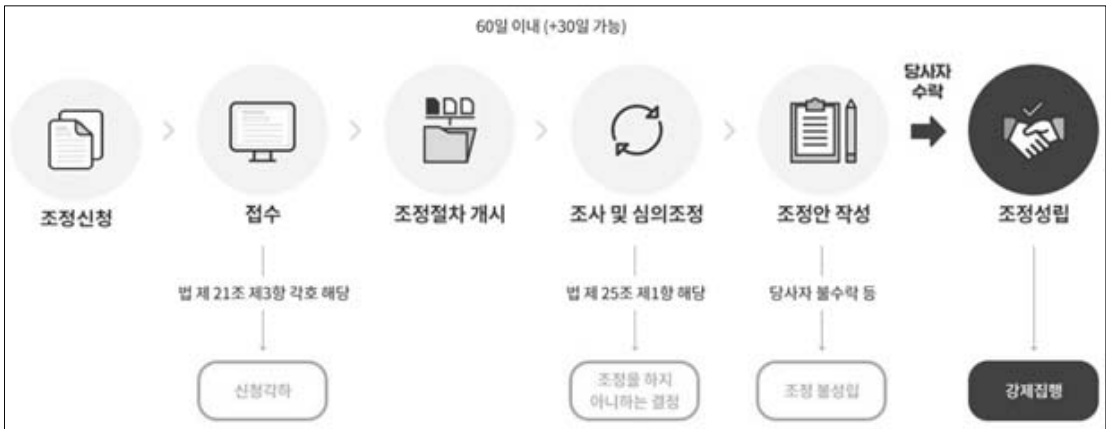 60일 이내 (+30일 가능)
당사자
수락
조정신청
접수
조정절차 개시
조사 및 심의조정
조정안 작성
조정성립
법 제 21조 제3항 각호 해당
법 제 25조 제1항 해당
당사자 불수락 등
신청각하
조정을 하지
아니하는 결정
조정 불성입
강제집행